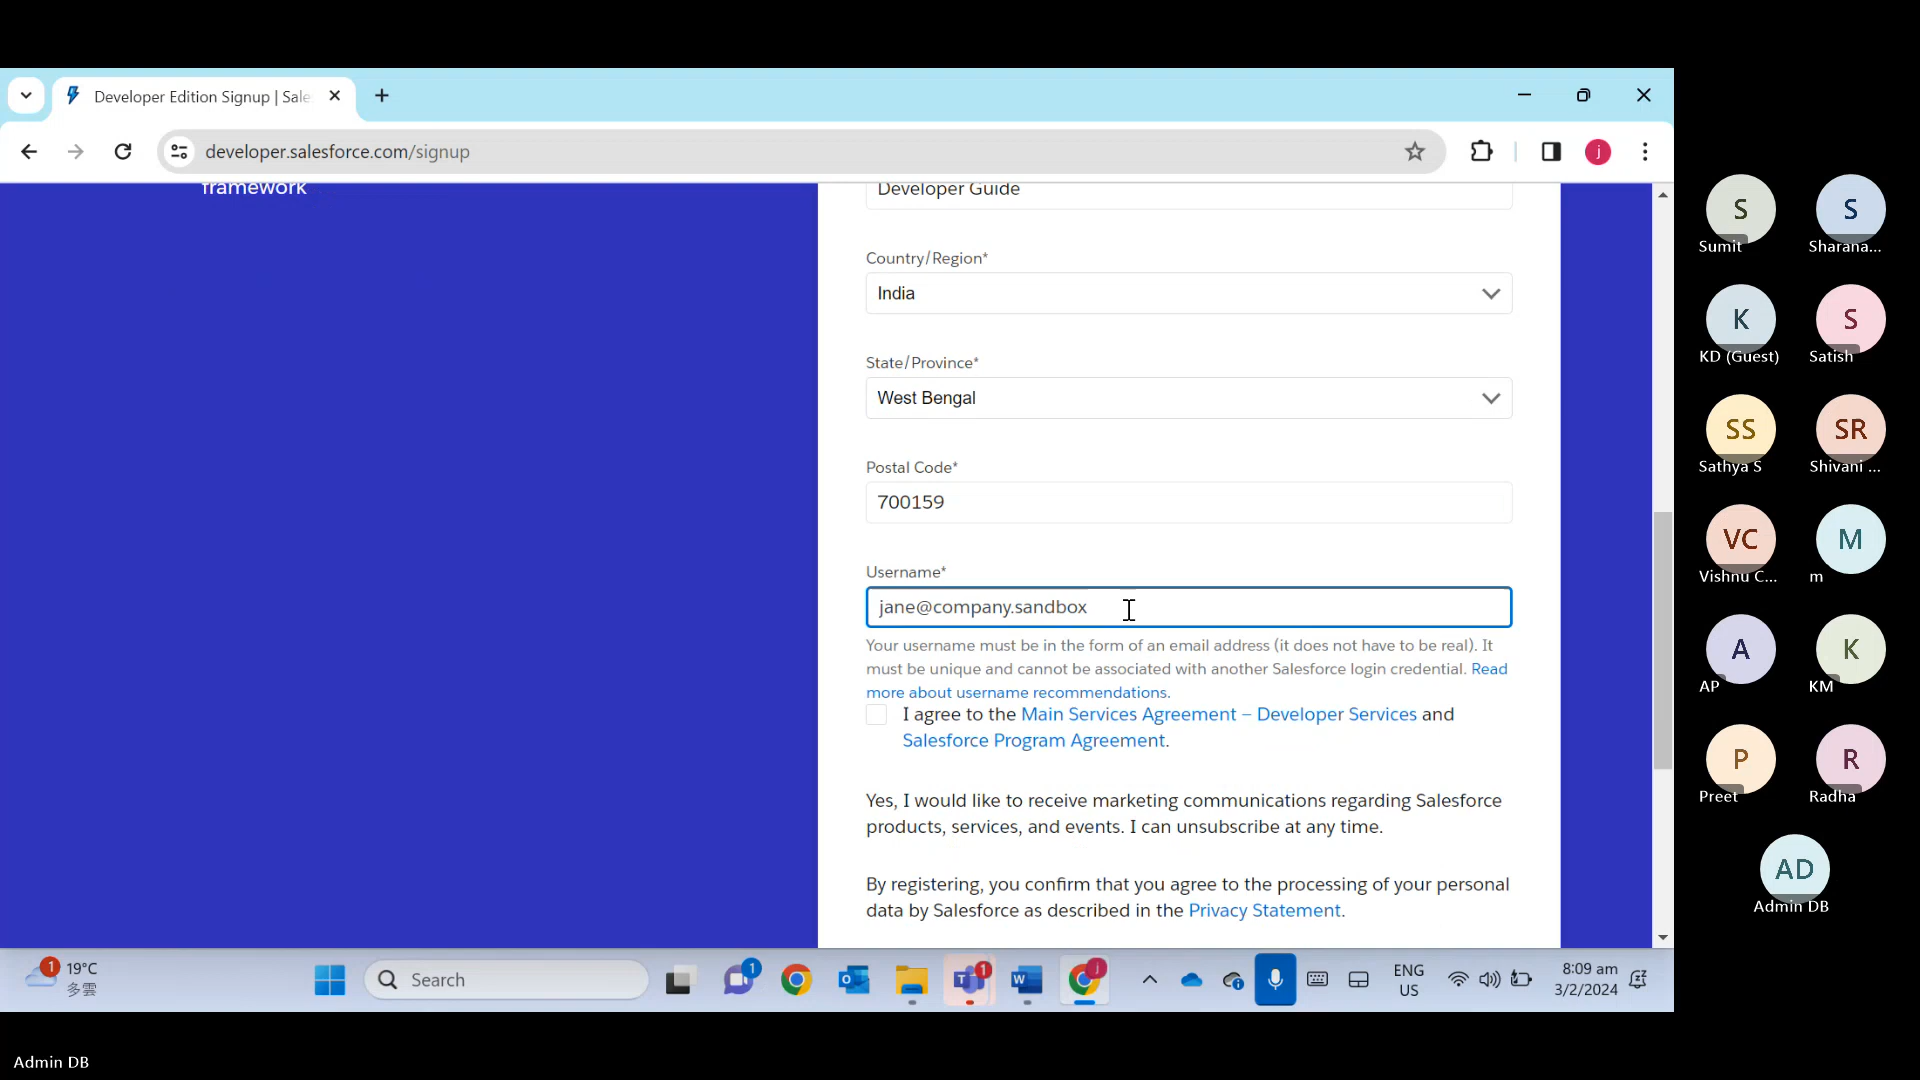 Developer Edition Signup | Sale
developer.salesforce.com/signup
j
framework
Developer Guide
Country/Region*
India
State/Province*
West Bengal
Postal Code*
700159
Username*
jane@company.sandbox
Your username must be in the form of an email address (it does not have to be real). It
must be unique and cannot be associated with another Salesforce login credential. Read
more about username recommendations.
I agree to the Main Services Agreement – Developer Services and
Salesforce Program Agreement.
Yes, I would like to receive marketing communications regarding Salesforce
products, services, and events. I can unsubscribe at any time.
By registering, you confirm that you agree to the processing of your personal
data by Salesforce as described in the Privacy Statement.
S
Sumit
S
Sharana...
K
KD (Guest)
S
Satish
SS
Sathya S
SR
Shivani ...
VC
Vishnu C...
M
m
A
AP
K
KM
P
Preet
R
Radha
AD
Admin DB
1
19°C
多雲
Search
1
1
j
ENG
US
8:09 am
3/2/2024
Admin DB